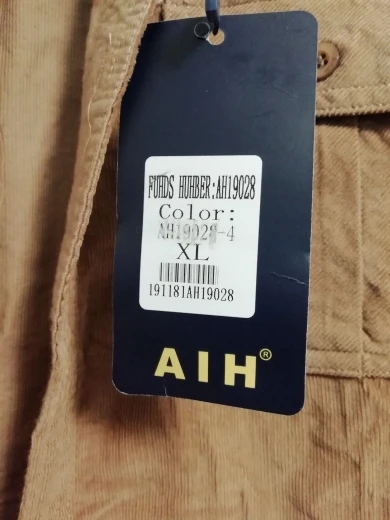 FUHDS HUHBER:AH19028
Color:
AH19028-4
XL
191181AH19028
AIH®